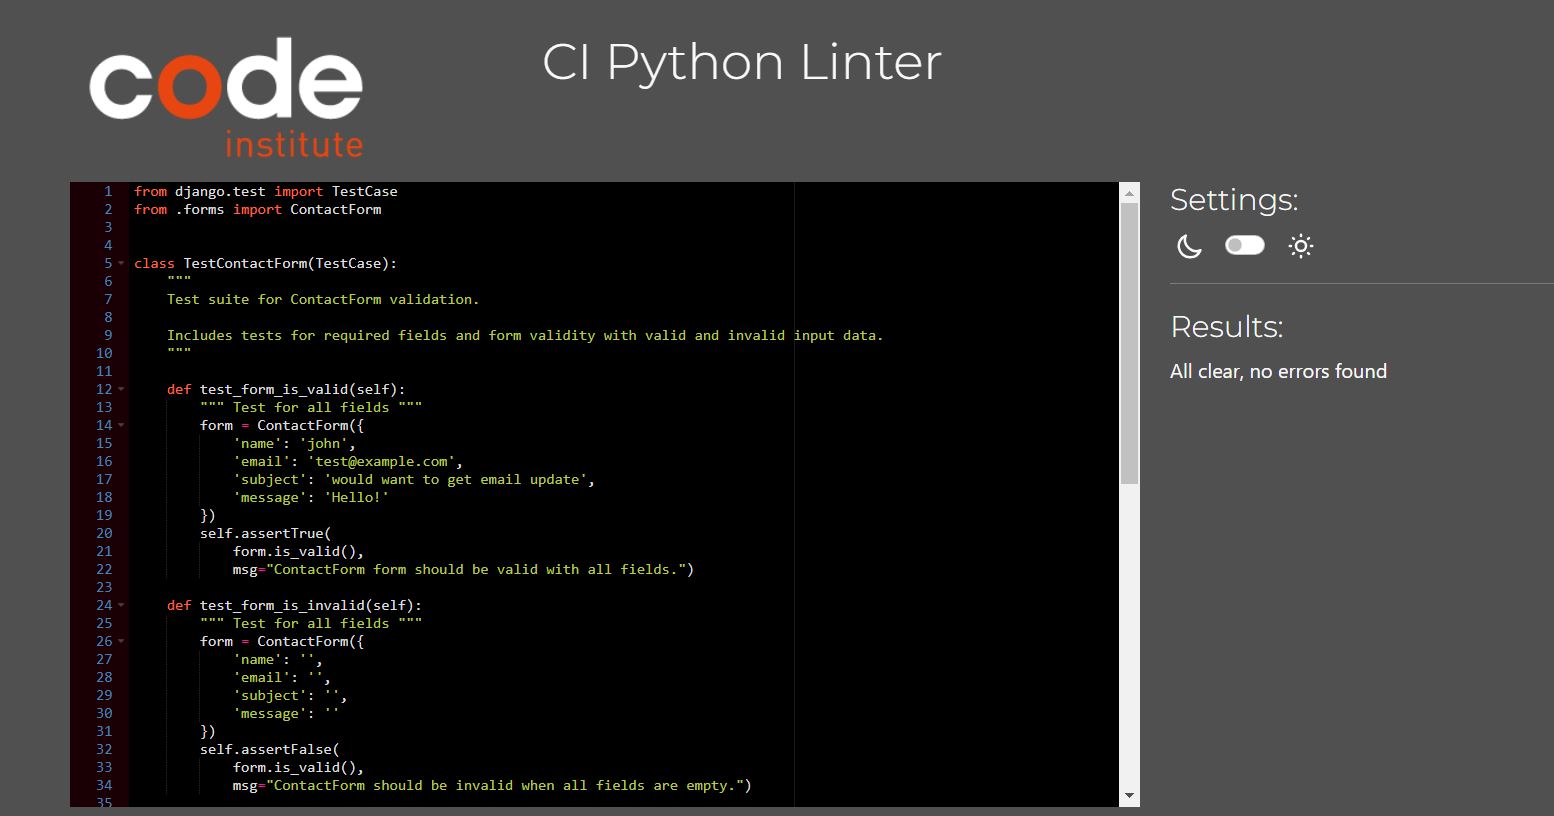 code
institute
CI Python Linter
1 from django.test import TestCase
2 from .forms import ContactForm
3
4
5 class TestContactForm(TestCase):
6     """
7     Test suite for ContactForm validation.
8
9     Includes tests for required fields and form validity with valid and invalid input data.
10     """
11
12     def test_form_is_valid(self):
13         """ Test for all fields """
14         form = ContactForm({
15             'name': 'john',
16             'email': 'test@example.com',
17             'subject': 'would want to get email update',
18             'message': 'Hello!'
19         })
20         self.assertTrue(
21             form.is_valid(),
22             msg="ContactForm form should be valid with all fields.")
23
24     def test_form_is_invalid(self):
25         """ Test for all fields """
26         form = ContactForm({
27             'name': '',
28             'email': '',
29             'subject': '',
30             'message': ''
31         })
32         self.assertFalse(
33             form.is_valid(),
34             msg="ContactForm should be invalid when all fields are empty.")
35
Settings:
Results:
All clear, no errors found